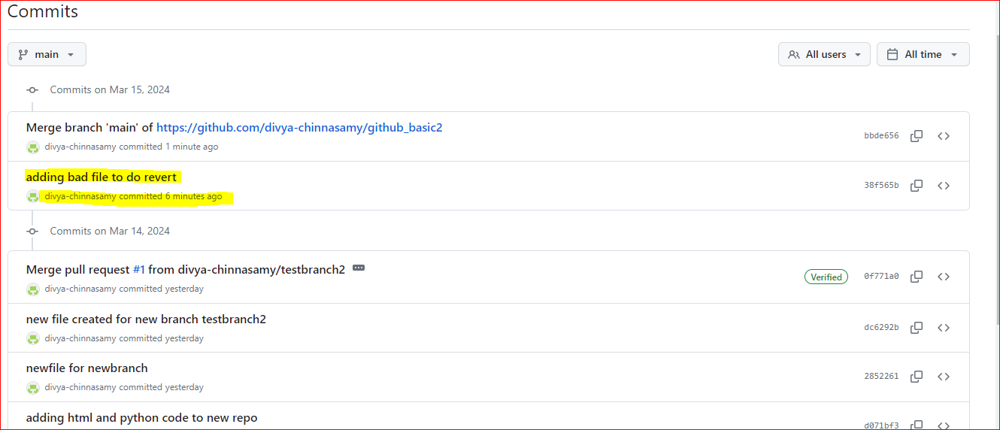 Commits
main
All users
All time
Commits on Mar 15, 2024
Merge branch 'main' of https://github.com/divya-chinnasamy/github_basic2
divya-chinnasamy committed 1 minute ago
bbde656
adding bad file to do revert
divya-chinnasamy committed 6 minutes ago
38f565b
Commits on Mar 14, 2024
Merge pull request #1 from divya-chinnasamy/testbranch2
divya-chinnasamy committed yesterday
Verified
0f771a0
new file created for new branch testbranch2
divya-chinnasamy committed yesterday
dc6292b
newfile for newbranch
divya-chinnasamy committed yesterday
2852261
adding html and python code to new repo
d071bf3